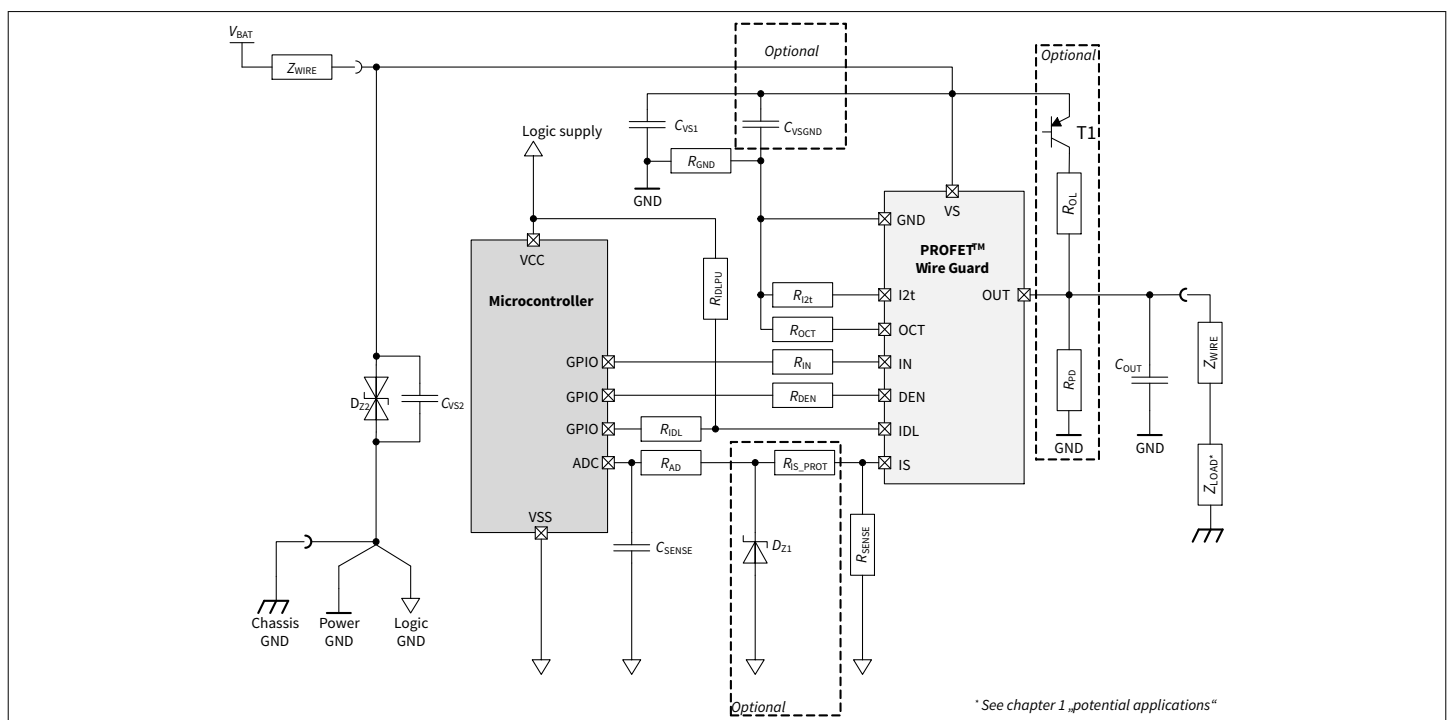 VBAT
ZWIRE
Optional
Optional
CVS1
CVSGND
T1
Logic supply
RGND
GND
ROL
VS
GND
VCC
PROFET™
Wire Guard
Microcontroller
RIDLPU
RI2t
I2t
OUT
ROCT
OCT
GPIO
RIN
IN
ZWIRE
COUT
RPD
DZ2
CVS2
GPIO
RDEN
DEN
GPIO
RIDL
IDL
GND
GND
ADC
RAD
RIS_PROT
IS
ZLOAD*
VSS
CSENSE
DZ1
RSENSE
Chassis
GND
Power
GND
Logic
GND
Optional
* See chapter 1 „potential applications“